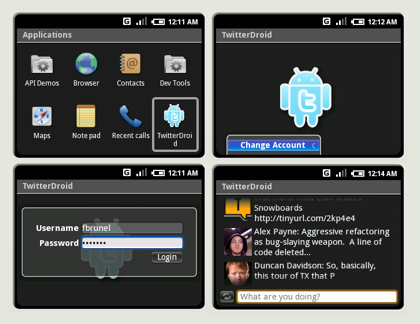 G 12:11 AM
Applications
API Demos
Browser
Contacts
Dev Tools
Maps
Note pad
Recent calls
TwitterDroi
d
G 12:12 AM
TwitterDroid
t
Change Account c
G 12:11 AM
TwitterDroid
Username fbrunel
Password •••••••
Login
G 12:14 AM
TwitterDroid
Snowboards
http://tinyurl.com/2kp4e4
Alex Payne: Aggressive refactoring
as bug-slaying weapon. A line of
code deleted...
Duncan Davidson: So, basically,
this tour of TX that P
What are you doing?